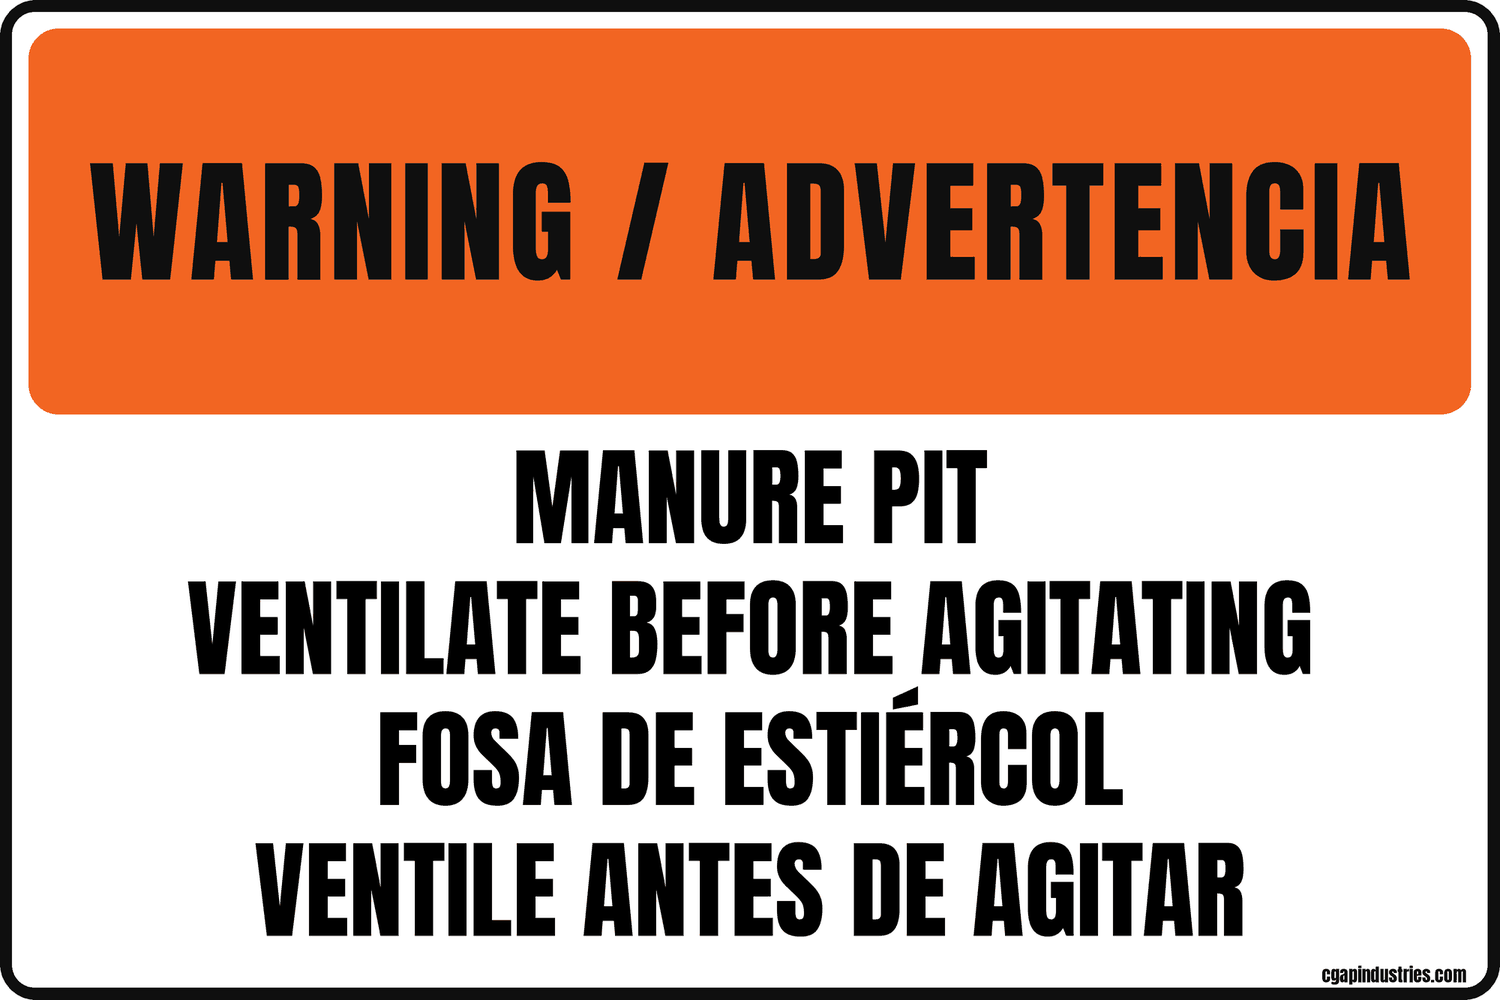 WARNING / ADVERTENCIA
MANURE PIT
VENTILATE BEFORE AGITATING
FOSA DE ESTIÉRCOL
VENTILE ANTES DE AGITAR
cgapindustries.com